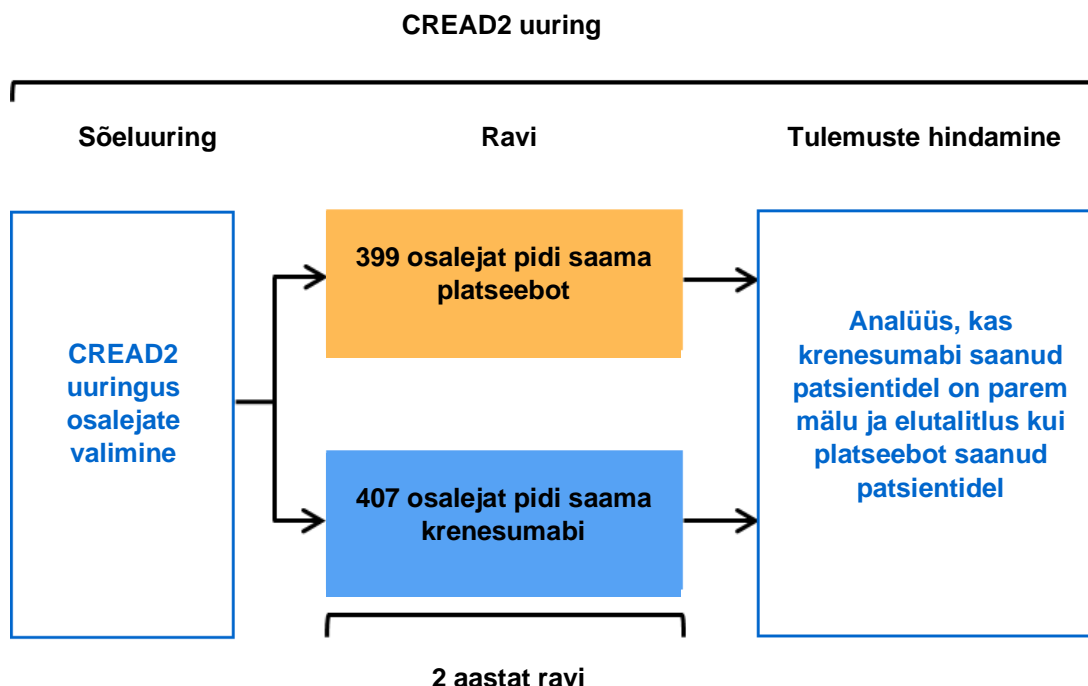 CREAD2 uuring
Sõeluuring
Ravi
Tulemuste hindamine
CREAD2
uuringus
osalejate
valimine
399 osalejat pidi saama
platseebot
407 osalejat pidi saama
krenesumabi
Analüüs, kas
krenesumabi saanud
patsientidel on parem
mälu ja elutalitlus kui
platseebot saanud
patsientidel
2 aastat ravi